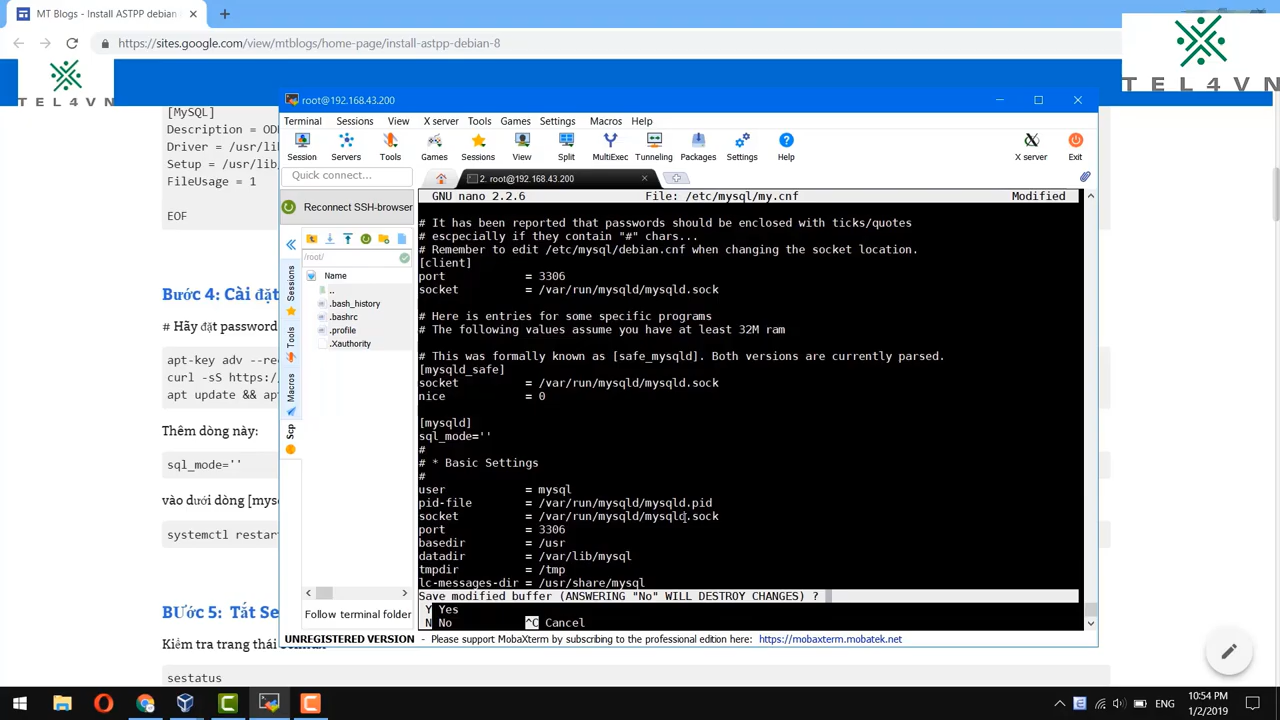 MT Blogs - Install ASTPP debian
https://sites.google.com/view/mtblogs/home-page/install-astpp-debian-8
TEL4VN
TEL4VN
[MySQL]
Description = OD
Driver = /usr/li
Setup = /usr/lib
FileUsage = 1
EOF
Bước 4: Cài đặt
# Hãy đặt password
apt-key adv --re
curl -sS https:/
apt update && ap
Thêm dòng này:
sql_mode=''
vào dưới dòng [mys
systemctl restar
BƯớc 5: Tắt Se
Kiểm tra trạng thái
sestatus
root@192.168.43.200
Terminal Sessions View X server Tools Games Settings Macros Help
Session Servers Tools Games Sessions View Split MultiExec Tunneling Packages Settings Help X server Exit
Quick connect...
2. root@192.168.43.200
Reconnect SSH-browser
/root/
Name
..
.bash_history
.bashrc
.profile
.Xauthority
Sessions
Tools
Macros
Scp
Follow terminal folder
GNU nano 2.2.6 File: /etc/mysql/my.cnf Modified
# It has been reported that passwords should be enclosed with ticks/quotes
# escpecially if they contain "#" chars...
# Remember to edit /etc/mysql/debian.cnf when changing the socket location.
[client]
port = 3306
socket = /var/run/mysqld/mysqld.sock
# Here is entries for some specific programs
# The following values assume you have at least 32M ram
# This was formally known as [safe_mysqld]. Both versions are currently parsed.
[mysqld_safe]
socket = /var/run/mysqld/mysqld.sock
nice = 0
[mysqld]
sql_mode=''
#
# * Basic Settings
#
user = mysql
pid-file = /var/run/mysqld/mysqld.pid
socket = /var/run/mysqld/mysqld.sock
port = 3306
basedir = /usr
datadir = /var/lib/mysql
tmpdir = /tmp
lc-messages-dir = /usr/share/mysql
Save modified buffer (ANSWERING "No" WILL DESTROY CHANGES) ?
Y Yes
N No ^C Cancel
UNREGISTERED VERSION - Please support MobaXterm by subscribing to the professional edition here: https://mobaxterm.mobatek.net
ENG
10:54 PM
1/2/2019